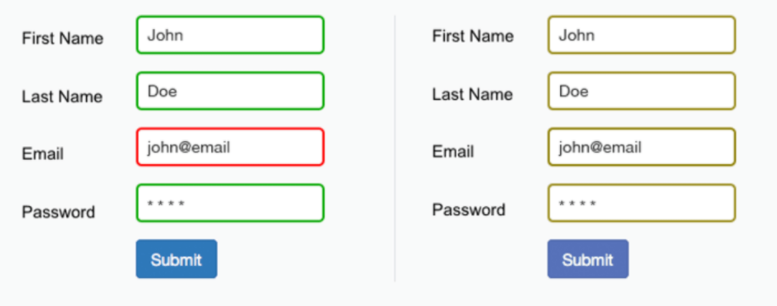 First Name John
Last Name Doe
Email john@email
Password * * * *
Submit
First Name John
Last Name Doe
Email john@email
Password * * * *
Submit